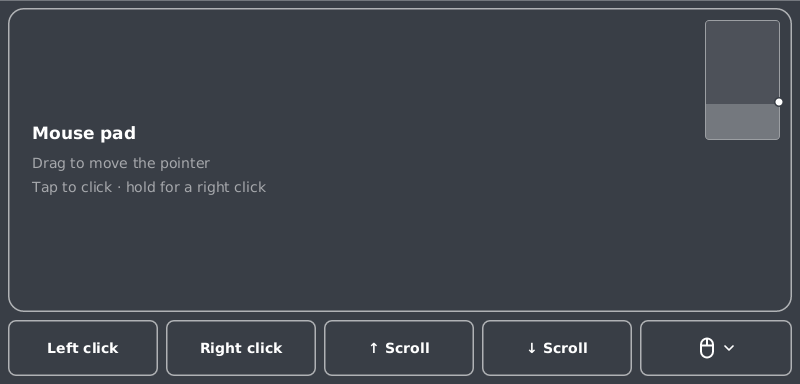 Mouse pad
Drag to move the pointer
Tap to click · hold for a right click
Left click
Right click
↑ Scroll
↓ Scroll